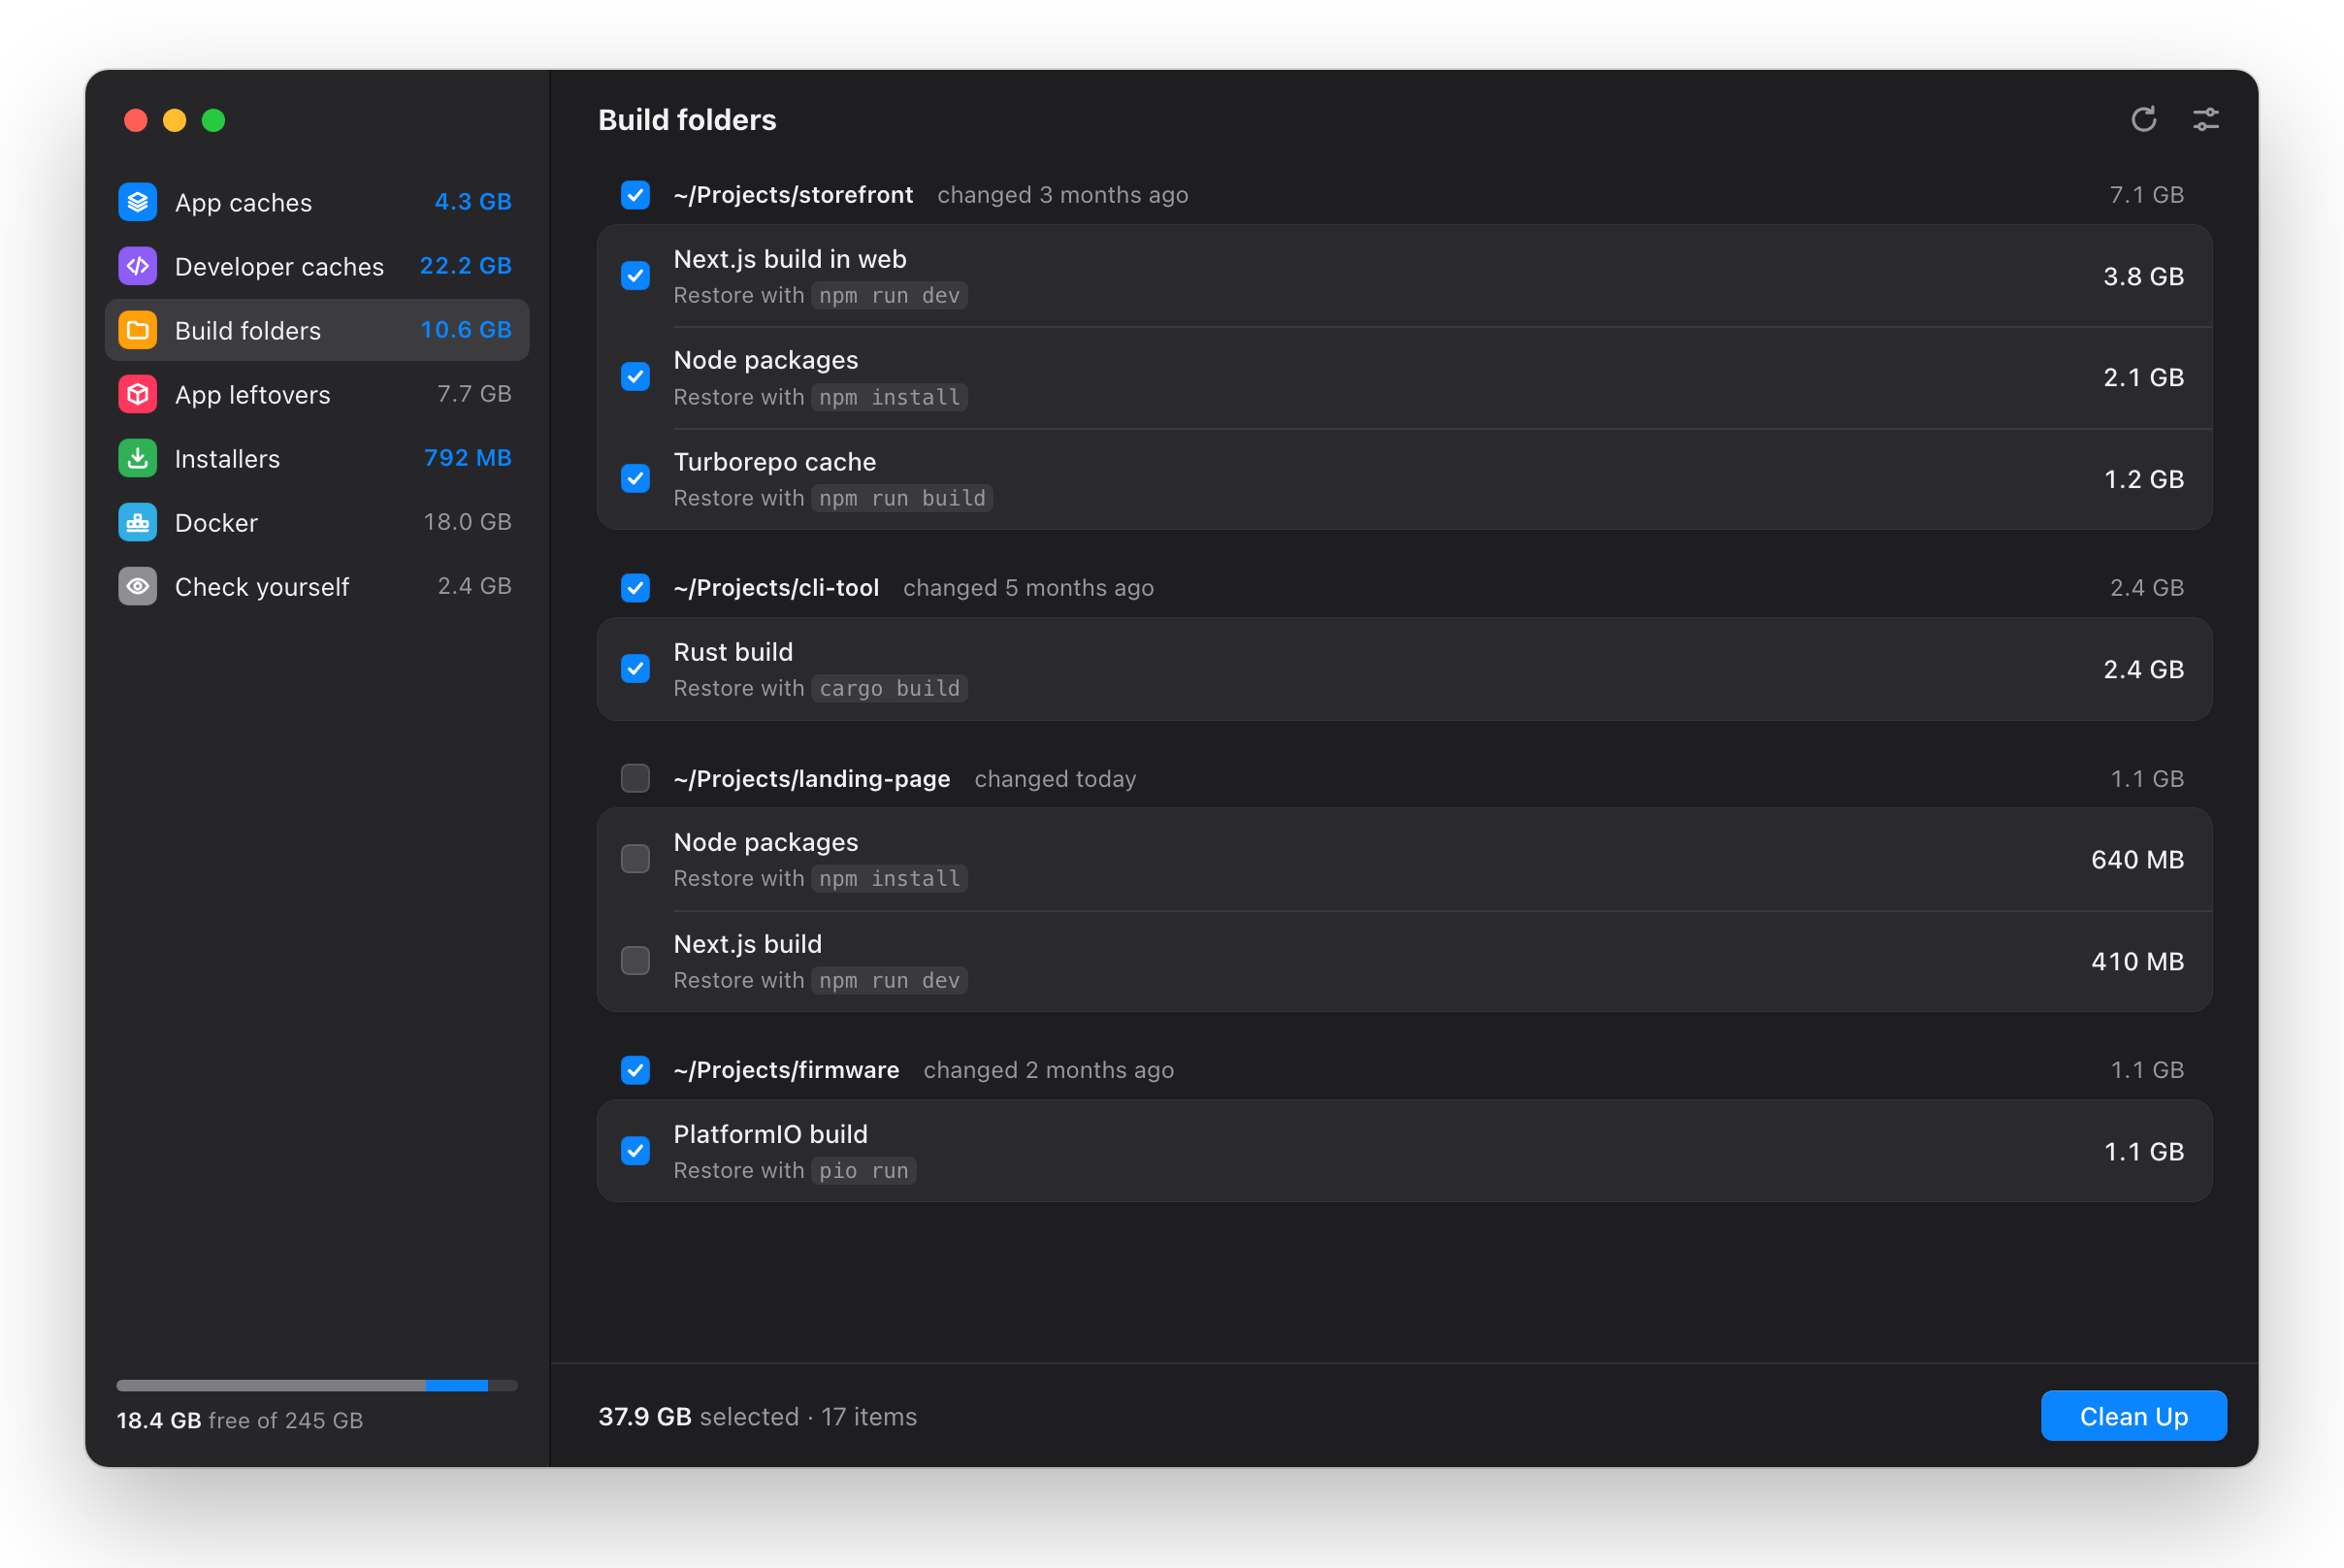 App caches 4.3 GB
Developer caches 22.2 GB
Build folders 10.6 GB
App leftovers 7.7 GB
Installers 792 MB
Docker 18.0 GB
Check yourself 2.4 GB
18.4 GB free of 245 GB
Build folders
~/Projects/storefront changed 3 months ago 7.1 GB
Next.js build in web 3.8 GB
Restore with npm run dev
Node packages 2.1 GB
Restore with npm install
Turborepo cache 1.2 GB
Restore with npm run build
~/Projects/cli-tool changed 5 months ago 2.4 GB
Rust build 2.4 GB
Restore with cargo build
~/Projects/landing-page changed today 1.1 GB
Node packages 640 MB
Restore with npm install
Next.js build 410 MB
Restore with npm run dev
~/Projects/firmware changed 2 months ago 1.1 GB
PlatformIO build 1.1 GB
Restore with pio run
37.9 GB selected · 17 items
Clean Up